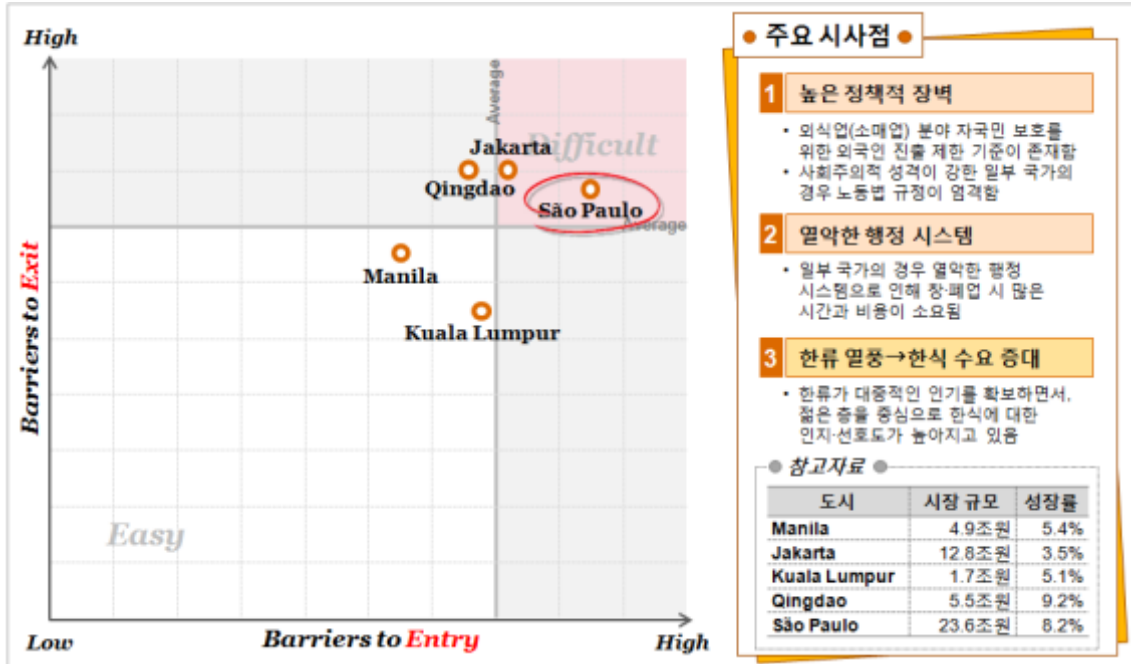 High
Average
Difficult
Jakarta
Qingdao
São Paulo
Average
Manila
Kuala Lumpur
Barriers to Exit
Easy
Low
Barriers to Entry
High
주요 시사점
1 높은 정책적 장벽
• 외식업(소매업) 분야 자국민 보호를
위한 외국인 진출 제한 기준이 존재함
• 사회주의적 성격이 강한 일부 국가의
경우 노동법 규정이 엄격함
2 열악한 행정 시스템
• 일부 국가의 경우 열악한 행정
시스템으로 인해 창·폐업 시 많은
시간과 비용이 소요됨
3 한류 열풍→한식 수요 증대
• 한류가 대중적인 인기를 확보하면서,
젊은 층을 중심으로 한식에 대한
인지·선호도가 높아지고 있음
참고자료
도시 시장 규모 성장률
Manila 4.9조원 5.4%
Jakarta 12.8조원 3.5%
Kuala Lumpur 1.7조원 5.1%
Qingdao 5.5조원 9.2%
São Paulo 23.6조원 8.2%